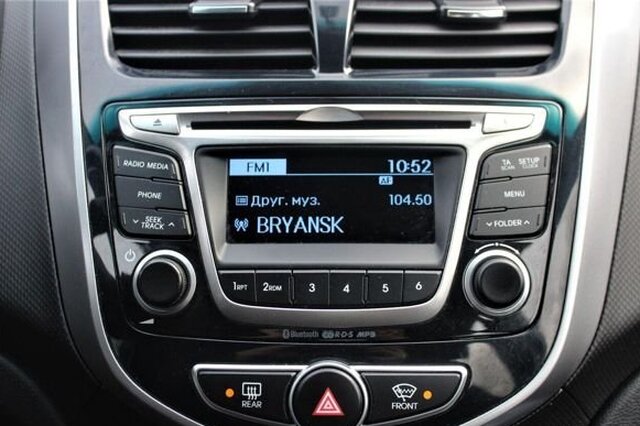 FM1 10:52
AF
Друг. муз. 104.50
BRYANSK
RADIO MEDIA
PHONE
SEEK
TRACK
TA SETUP
SCAN CLOCK
MENU
FOLDER
1RPT 2RDM 3 4 5 6
Bluetooth R·D·S MP3
REAR
FRONT